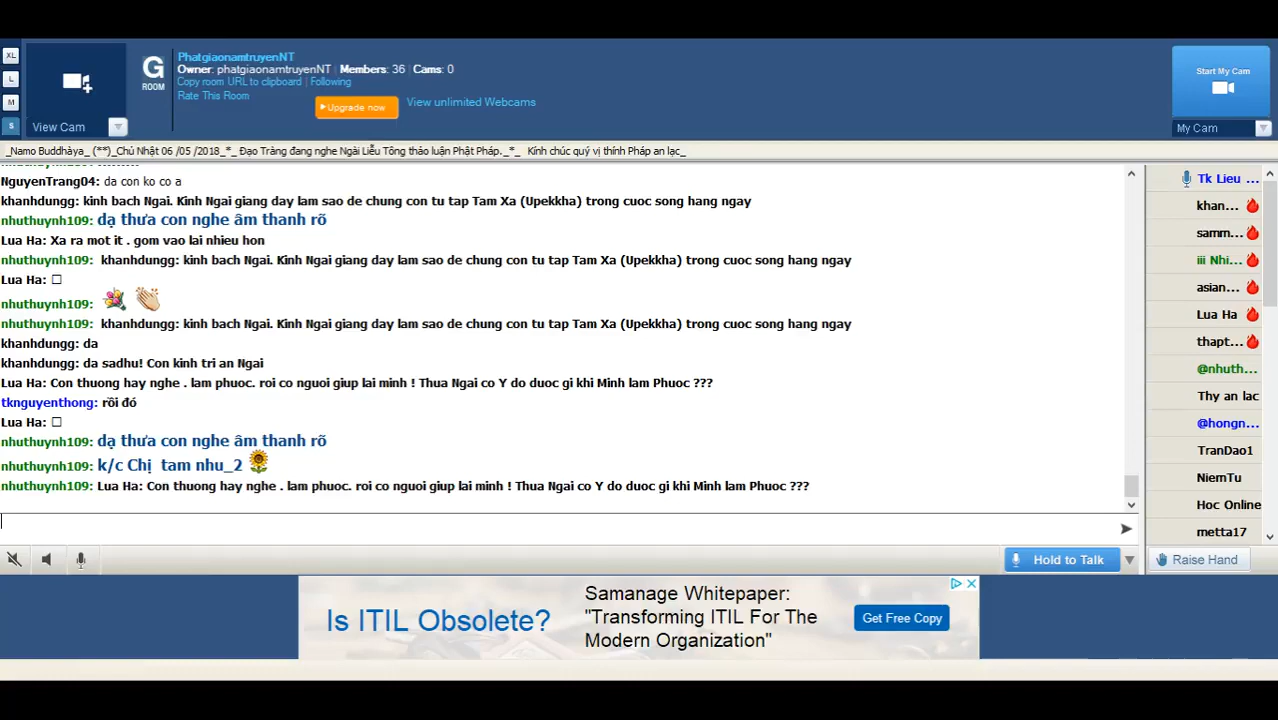 XL
L
M
S
View Cam
G
ROOM
PhatgiaonamtruyenNT
Owner: phatgiaonamtruyenNT | Members: 36 | Cams: 0
Copy room URL to clipboard | Following
Rate This Room
Upgrade now
View unlimited Webcams
Start My Cam
My Cam
_Namo Buddhàya_ (**)_Chủ Nhật 06 /05 /2018_*_ Đạo Tràng đang nghe Ngài Liễu Tông thảo luận Phật Pháp._*_ Kính chúc quý vị thính Pháp an lạc_
NguyenTrang04: da con ko co a
khanhdungg: kinh bach Ngai. Kinh Ngai giang day lam sao de chung con tu tap Tam Xa (Upekkha) trong cuoc song hang ngay
nhuthuynh109: dạ thưa con nghe âm thanh rõ
Lua Ha: Xa ra mot it . gom vao lai nhieu hon
nhuthuynh109: khanhdungg: kinh bach Ngai. Kinh Ngai giang day lam sao de chung con tu tap Tam Xa (Upekkha) trong cuoc song hang ngay
Lua Ha: □
nhuthuynh109:
nhuthuynh109: khanhdungg: kinh bach Ngai. Kinh Ngai giang day lam sao de chung con tu tap Tam Xa (Upekkha) trong cuoc song hang ngay
khanhdungg: da
khanhdungg: da sadhu! Con kinh tri an Ngai
Lua Ha: Con thuong hay nghe . lam phuoc. roi co nguoi giup lai minh ! Thua Ngai co Y do duoc gi khi Minh lam Phuoc ???
tknguyenthong: rồi đó
Lua Ha: □
nhuthuynh109: dạ thưa con nghe âm thanh rõ
nhuthuynh109: k/c Chị tam nhu_2
nhuthuynh109: Lua Ha: Con thuong hay nghe . lam phuoc. roi co nguoi giup lai minh ! Thua Ngai co Y do duoc gi khi Minh lam Phuoc ???
Tk Lieu ...
khan...
samm...
iii Nhi...
asian...
Lua Ha
thapt...
@nhuth...
Thy an lac
@hongn...
TranDao1
NiemTu
Hoc Online
metta17
Hold to Talk
Raise Hand
Is ITIL Obsolete?
Samanage Whitepaper:
"Transforming ITIL For The
Modern Organization"
Get Free Copy